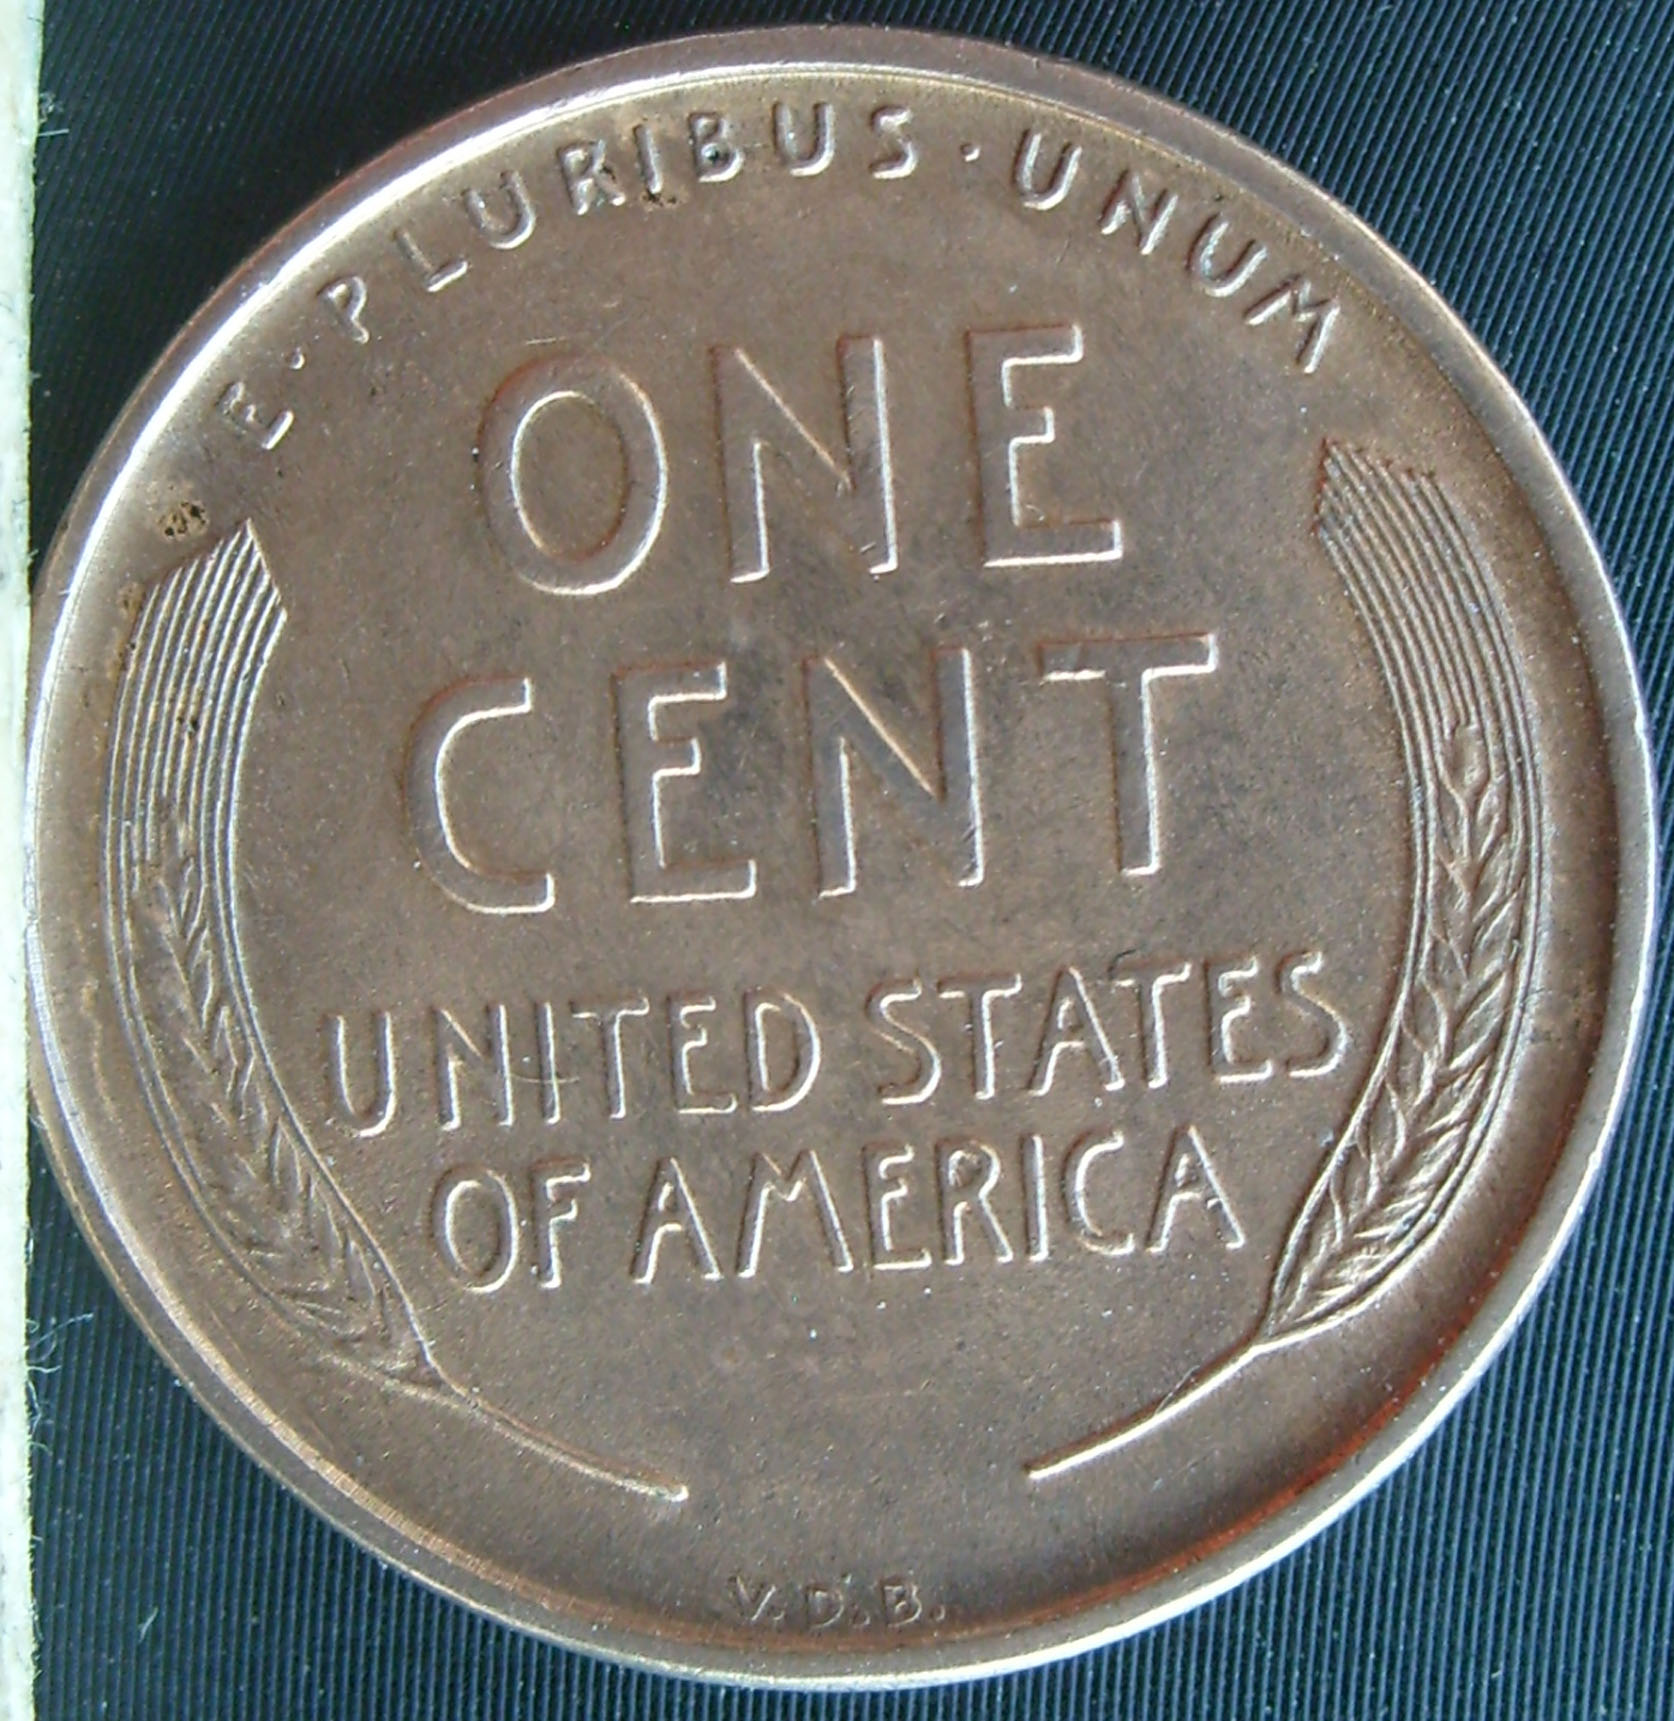 E · PLURIBUS · UNUM
ONE
CENT
UNITED STATES
OF AMERICA
V.D.B.